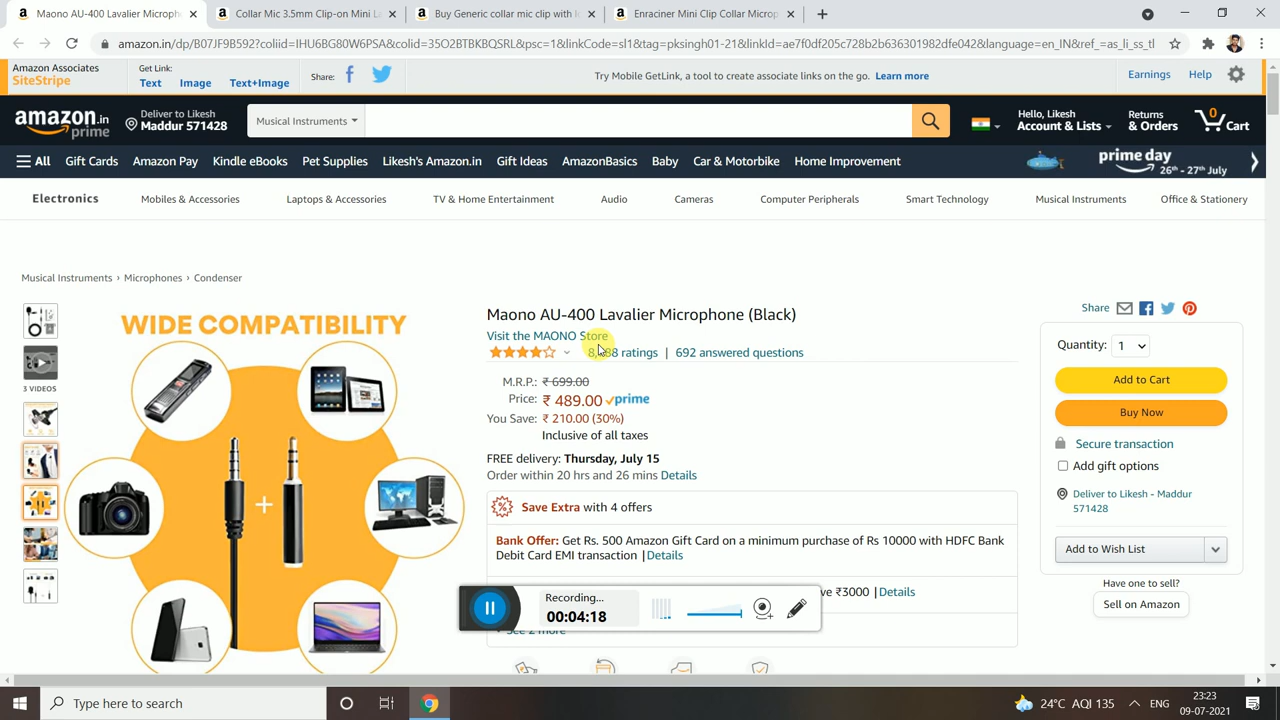 Maono AU-400 Lavalier Microph
Collar Mic 3.5mm Clip-on Mini L
Buy Generic collar mic clip with l
Enraciner Mini Clip Collar Microp
amazon.in/dp/B07JF9B592?coliid=IHU6BG80W6PSA&colid=35O2BTBKBQSRL&psc=1&linkCode=sl1&tag=pksingh01-21&linkId=ae7f0df205c728b2b636301982dfe042&language=en_IN&ref_=as_li_ss_tl
Amazon Associates
SiteStripe
Get Link:
Text Image Text+Image
Share:
Try Mobile GetLink, a tool to create associate links on the go. Learn more
Earnings Help
amazon.in
prime
Deliver to Likesh
Maddur 571428
Musical Instruments
Hello, Likesh
Account & Lists
Returns
& Orders
0
Cart
All Gift Cards Amazon Pay Kindle eBooks Pet Supplies Likesh's Amazon.in Gift Ideas AmazonBasics Baby Car & Motorbike Home Improvement
prime day
26th - 27th July
Electronics Mobiles & Accessories Laptops & Accessories TV & Home Entertainment Audio Cameras Computer Peripherals Smart Technology Musical Instruments Office & Stationery
Musical Instruments › Microphones › Condenser
3 VIDEOS
WIDE COMPATIBILITY
+
Maono AU-400 Lavalier Microphone (Black)
Visit the MAONO Store
ratings | 692 answered questions
M.R.P.: ₹ 699.00
Price: ₹ 489.00 prime
You Save: ₹ 210.00 (30%)
Inclusive of all taxes
FREE delivery: Thursday, July 15
Order within 20 hrs and 26 mins Details
Save Extra with 4 offers
Bank Offer: Get Rs. 500 Amazon Gift Card on a minimum purchase of Rs 10000 with HDFC Bank
Debit Card EMI transaction |Details
₹3000 |Details
See 2 more
Recording...
00:04:18
Share
Quantity: 1
Add to Cart
Buy Now
Secure transaction
Add gift options
Deliver to Likesh - Maddur
571428
Add to Wish List
Have one to sell?
Sell on Amazon
Type here to search
24°C AQI 135
ENG
23:23
09-07-2021